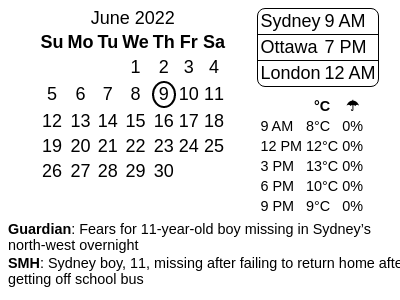 June 2022
Su Mo Tu We Th Fr Sa
1 2 3 4
5 6 7 8 9 10 11
12 13 14 15 16 17 18
19 20 21 22 23 24 25
26 27 28 29 30
Sydney 9 AM
Ottawa 7 PM
London 12 AM
°C ☂
9 AM 8°C 0%
12 PM 12°C 0%
3 PM 13°C 0%
6 PM 10°C 0%
9 PM 9°C 0%
Guardian: Fears for 11-year-old boy missing in Sydney’s
north-west overnight
SMH: Sydney boy, 11, missing after failing to return home afte
getting off school bus